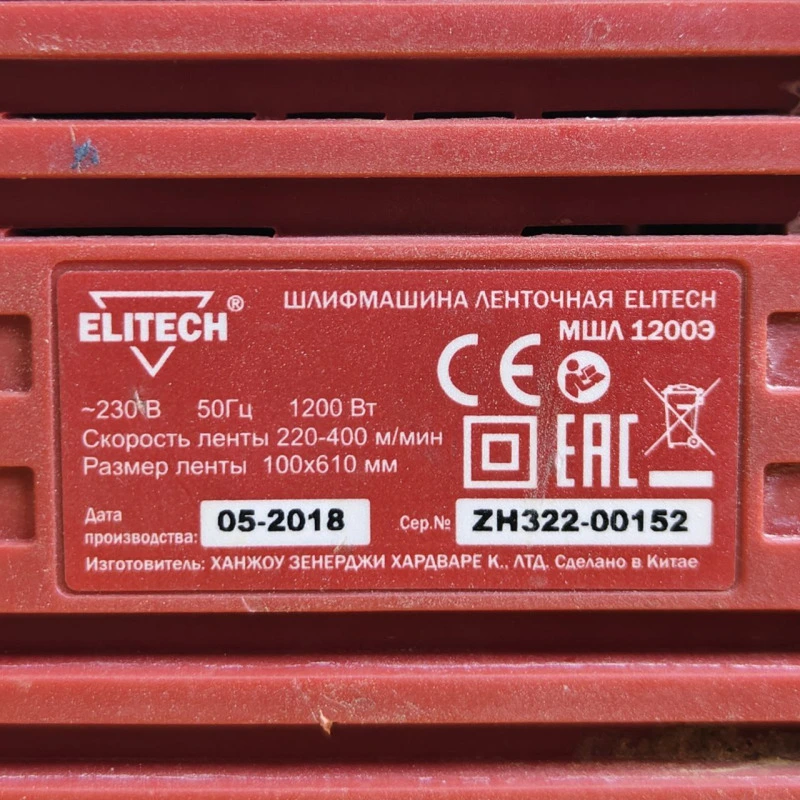 ELITECH®
ШЛИФМАШИНА ЛЕНТОЧНАЯ ELITECH
МШЛ 1200Э
CE
~230 В 50Гц 1200 Вт
Скорость ленты 220-400 м/мин
Размер ленты 100х610 мм
EAC
Дата
производства: 05-2018 Сер.№ ZH322-00152
Изготовитель: ХАНЖОУ ЗЕНЕРДЖИ ХАРДВАРЕ К., ЛТД. Сделано в Китае